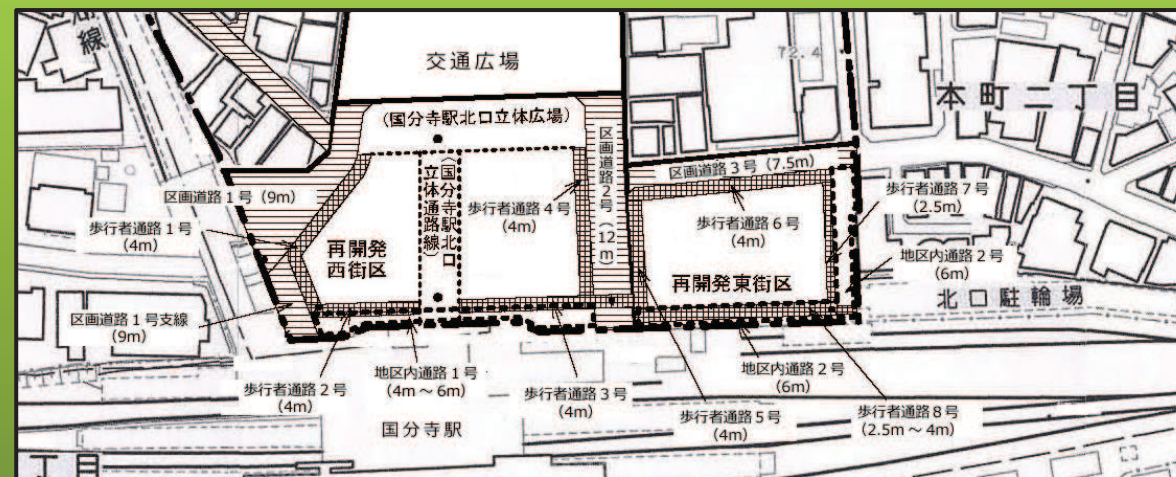 線
交通広場
72.4
本町二丁目
(国分寺駅北口立体広場)
区画道路2号(12m)
区画道路3号(7.5m)
区画道路1号(9m)
(国分寺駅北口
立体通路線)
歩行者通路4号
(4m)
歩行者通路6号
(4m)
歩行者通路7号
(2.5m)
歩行者通路1号
(4m)
再開発
西街区
再開発東街区
地区内通路2号
(6m)
北口駐輪場
区画道路1号支線
(9m)
歩行者通路2号
(4m)
地区内通路1号
(4m～6m)
歩行者通路3号
(4m)
地区内通路2号
(6m)
歩行者通路5号
(4m)
歩行者通路8号
(2.5m～4m)
国分寺駅
丁目